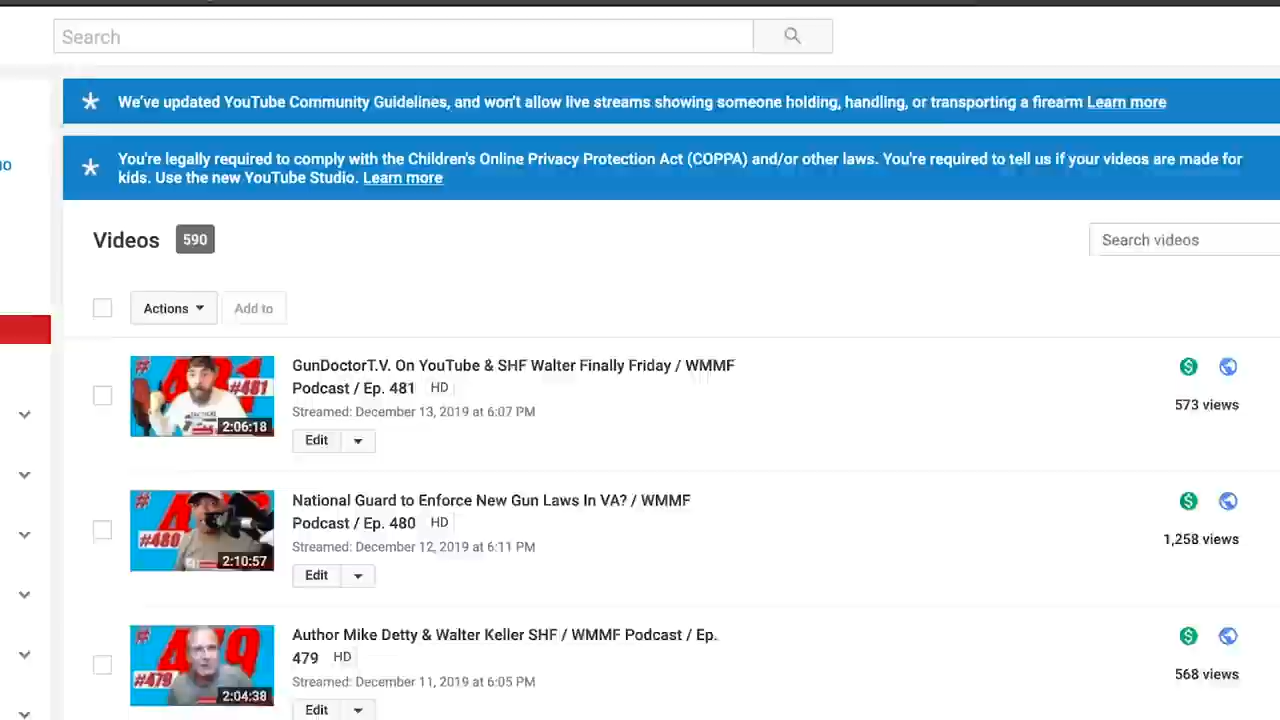 Search
We've updated YouTube Community Guidelines, and won't allow live streams showing someone holding, handling, or transporting a firearm Learn more
You're legally required to comply with the Children's Online Privacy Protection Act (COPPA) and/or other laws. You're required to tell us if your videos are made for
kids. Use the new YouTube Studio. Learn more
Videos 590
Search videos
Actions Add to
#481
2:06:18
GunDoctorT.V. On YouTube & SHF Walter Finally Friday / WMMF
Podcast / Ep. 481 HD
Streamed: December 13, 2019 at 6:07 PM
573 views
Edit
#480
2:10:57
National Guard to Enforce New Gun Laws In VA? / WMMF
Podcast / Ep. 480 HD
Streamed: December 12, 2019 at 6:11 PM
1,258 views
Edit
#479
2:04:38
Author Mike Detty & Walter Keller SHF / WMMF Podcast / Ep.
479 HD
Streamed: December 11, 2019 at 6:05 PM
568 views
Edit